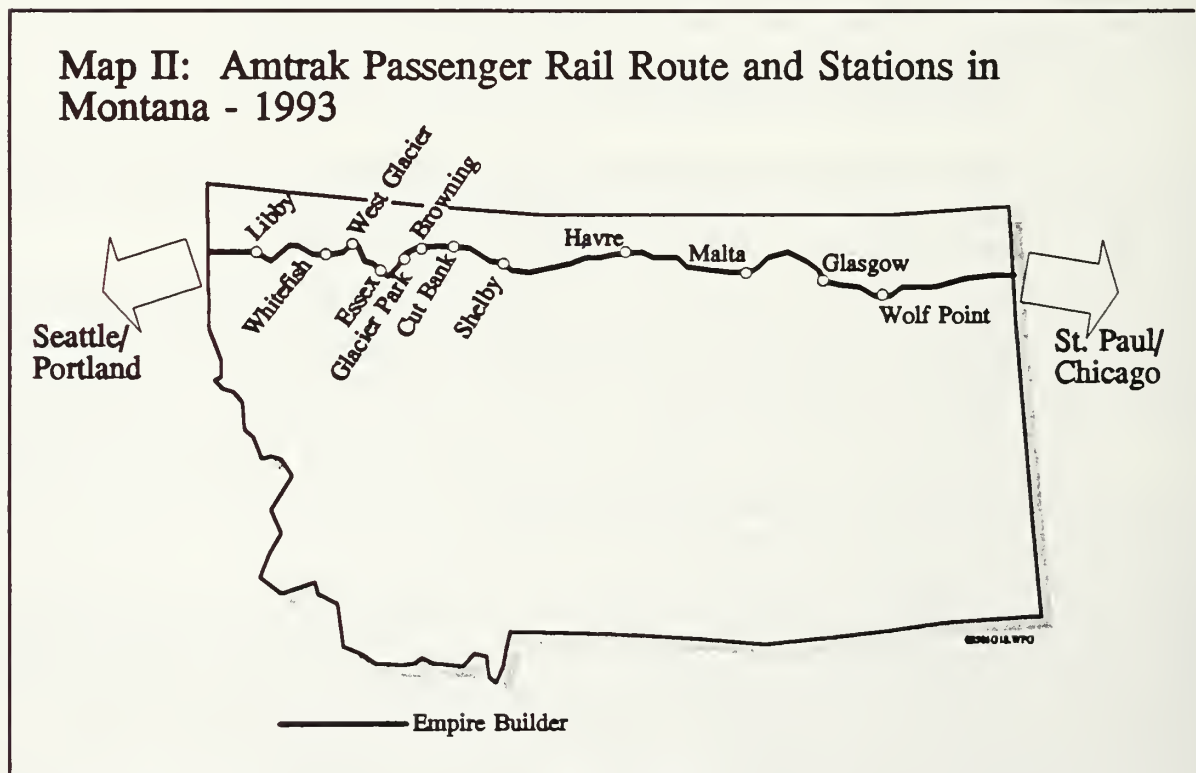 Map II: Amtrak Passenger Rail Route and Stations in
Montana - 1993
Libby
Whitefish
West Glacier
Essex
Glacier Park
Browning
Cut Bank
Shelby
Havre
Malta
Glasgow
Wolf Point
Seattle/
Portland
St. Paul/
Chicago
Empire Builder